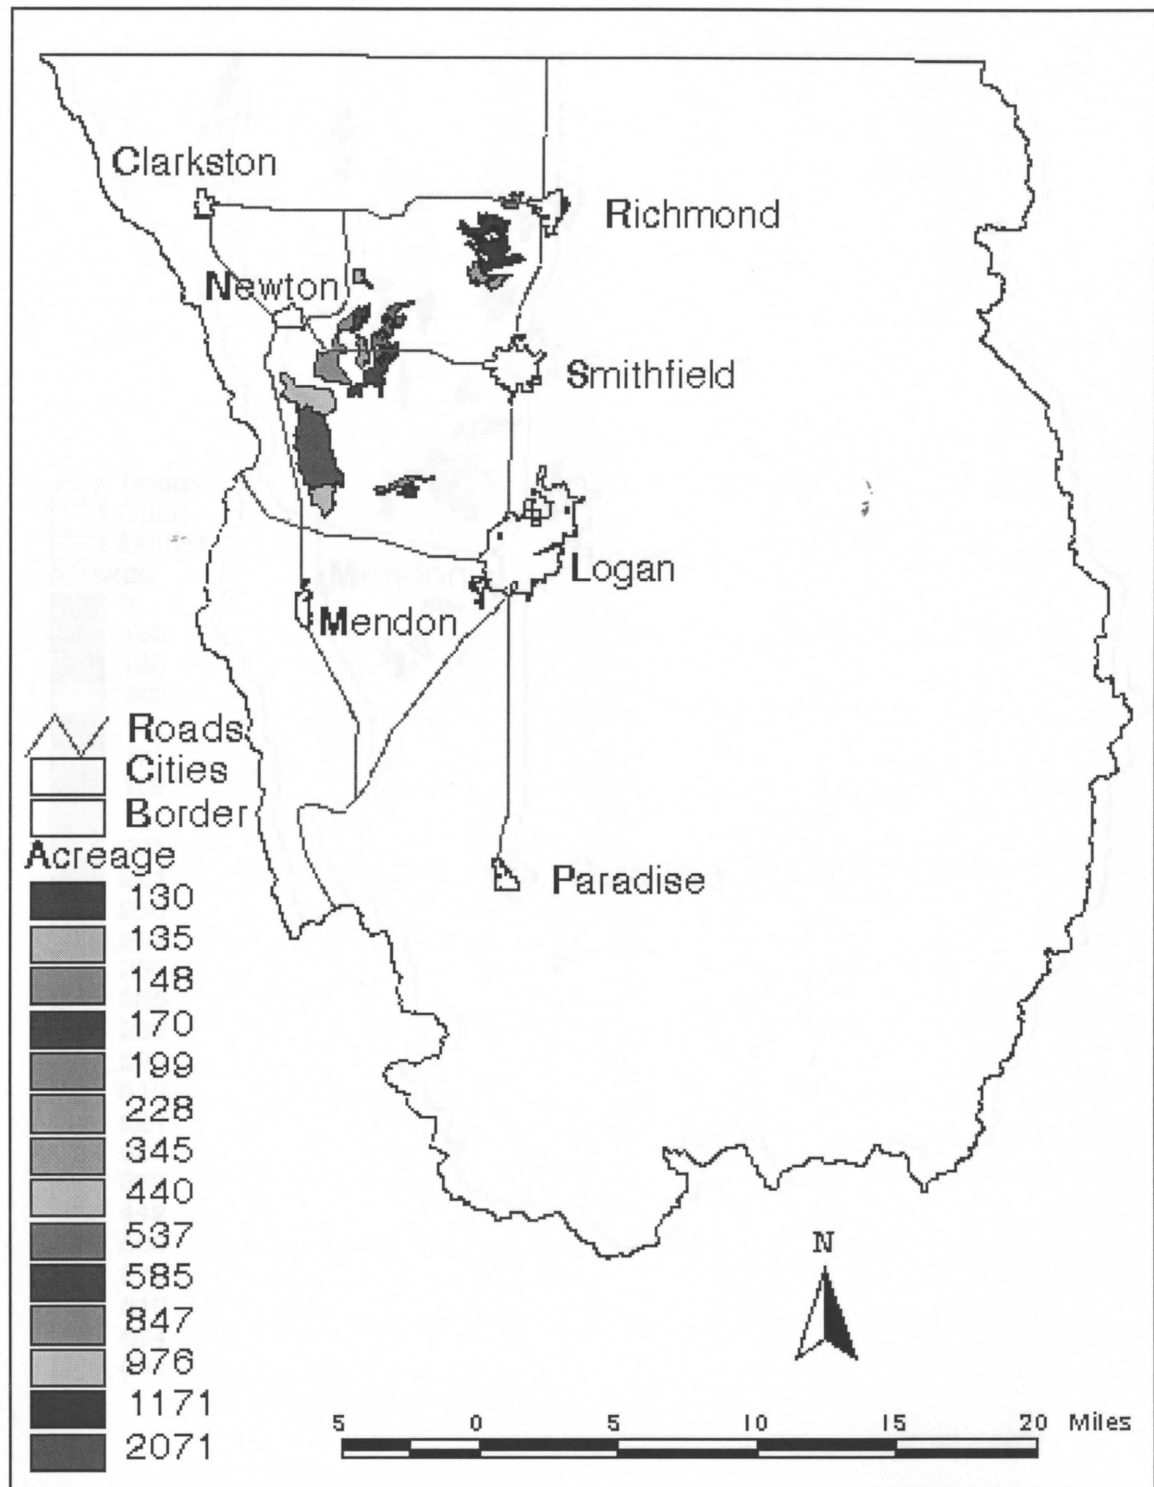 Clarkston
Richmond
Newton
Smithfield
Logan
Mendon
Roads
Cities
Border
Acreage
Paradise
130
135
148
170
199
228
345
440
537
585
847
976
1171
2071
N
5 0 5 10 15 20 Miles